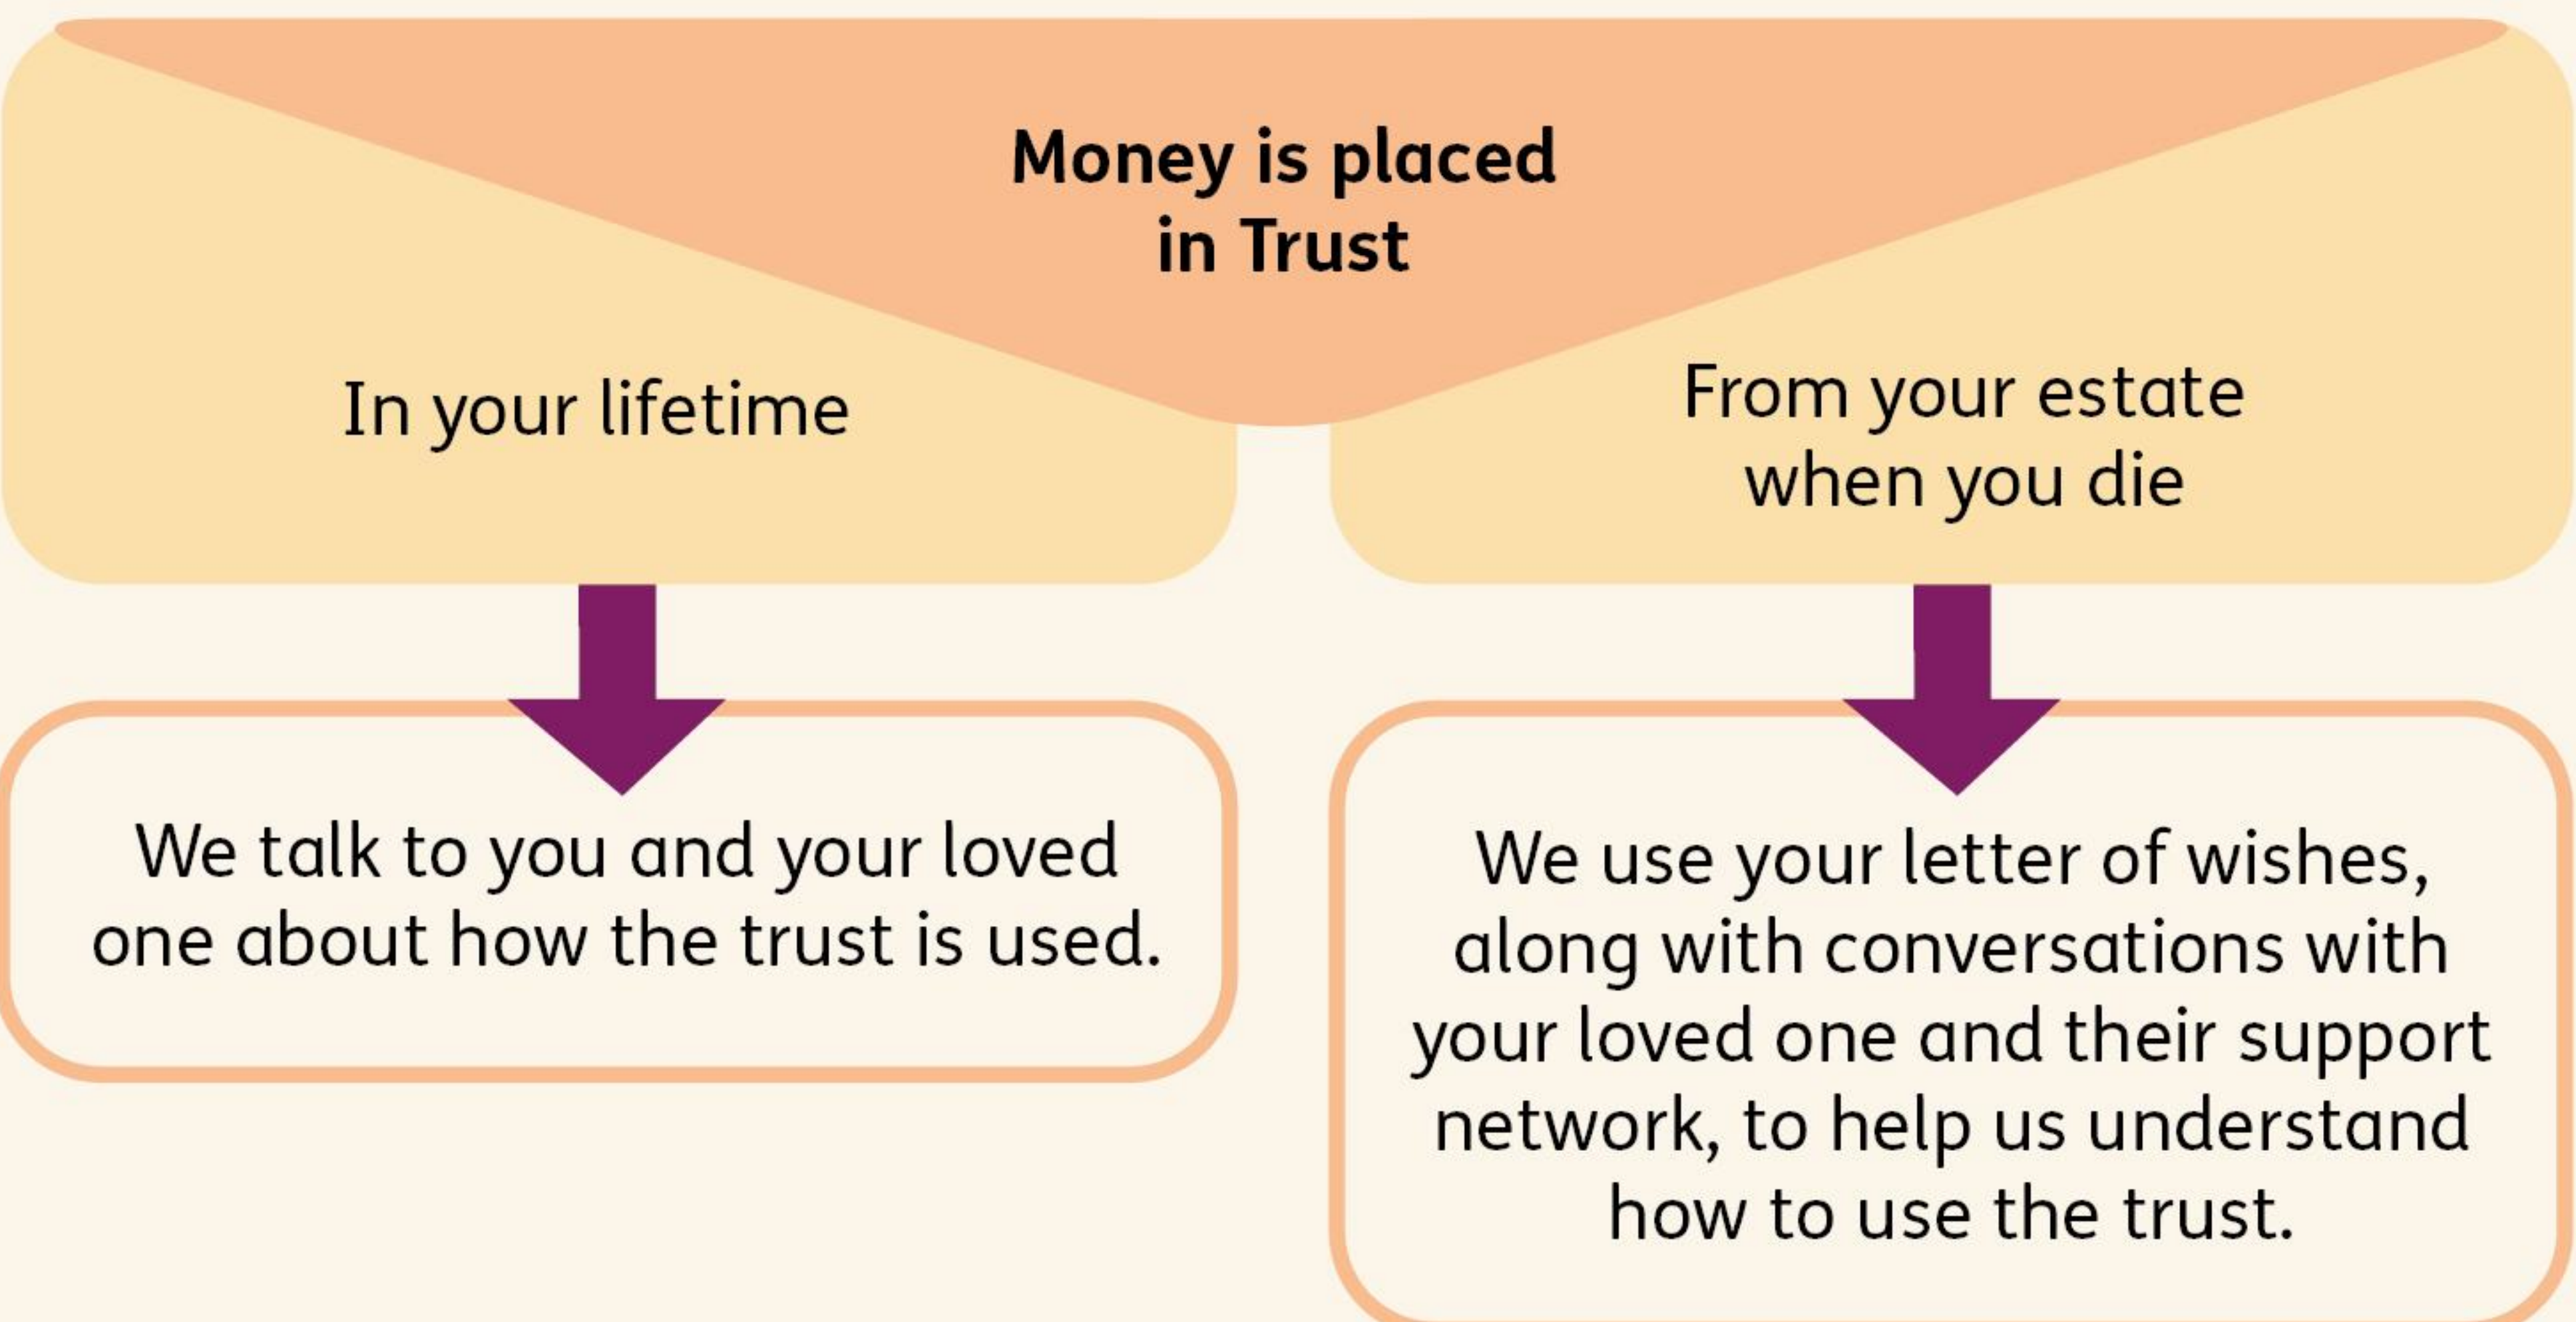 Money is placed
in Trust
In your lifetime
From your estate
when you die
We talk to you and your loved
one about how the trust is used.
We use your letter of wishes,
along with conversations with
your loved one and their support
network, to help us understand
how to use the trust.